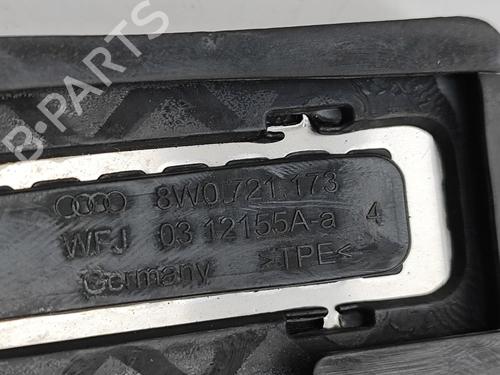 B-PARTS
8W0.721.173
WFJ 03 12155A-a 4
Germany >TPE<